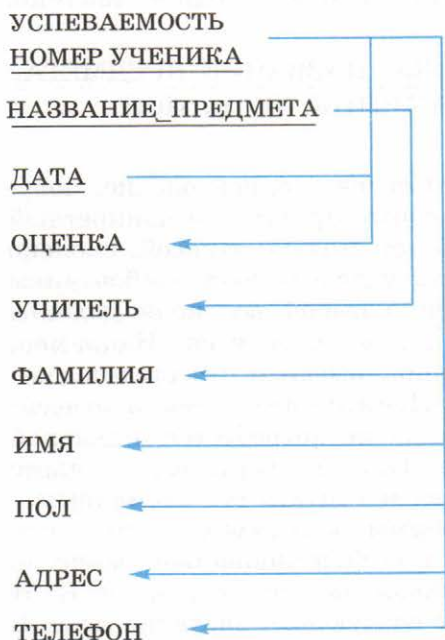 УСПЕВАЕМОСТЬ
НОМЕР УЧЕНИКА
НАЗВАНИЕ_ПРЕДМЕТА
ДАТА
ОЦЕНКА
УЧИТЕЛЬ
ФАМИЛИЯ
ИМЯ
ПОЛ
АДРЕС
ТЕЛЕФОН